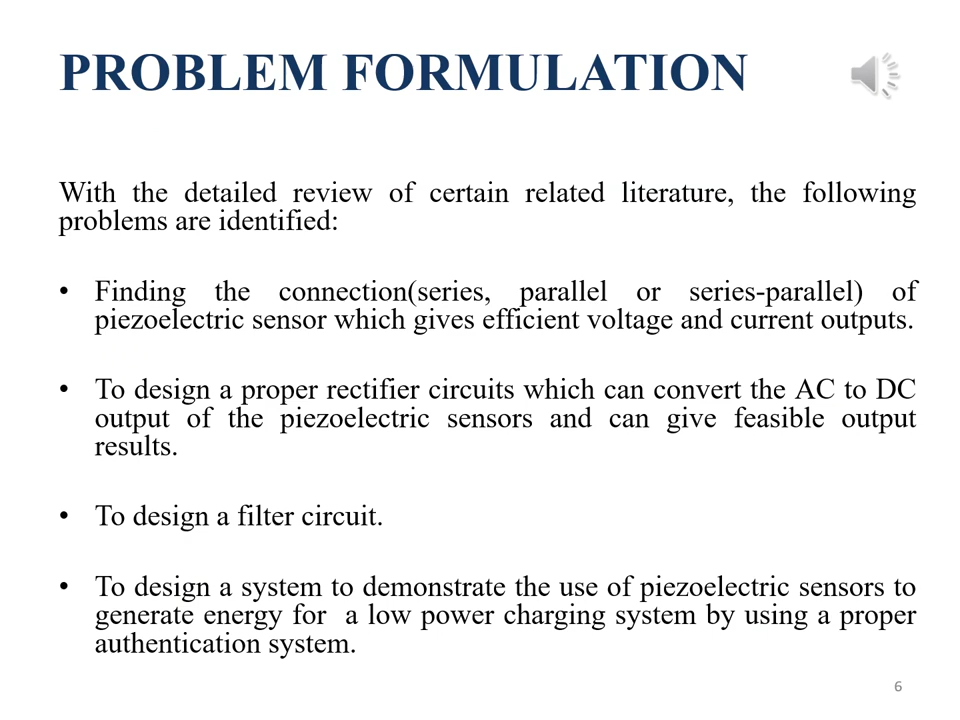 PROBLEM FORMULATION
With the detailed review of certain related literature, the following
problems are identified:
• Finding the connection(series, parallel or series-parallel) of
piezoelectric sensor which gives efficient voltage and current outputs.
• To design a proper rectifier circuits which can convert the AC to DC
output of the piezoelectric sensors and can give feasible output
results.
• To design a filter circuit.
• To design a system to demonstrate the use of piezoelectric sensors to
generate energy for  a low power charging system by using a proper
authentication system.
6